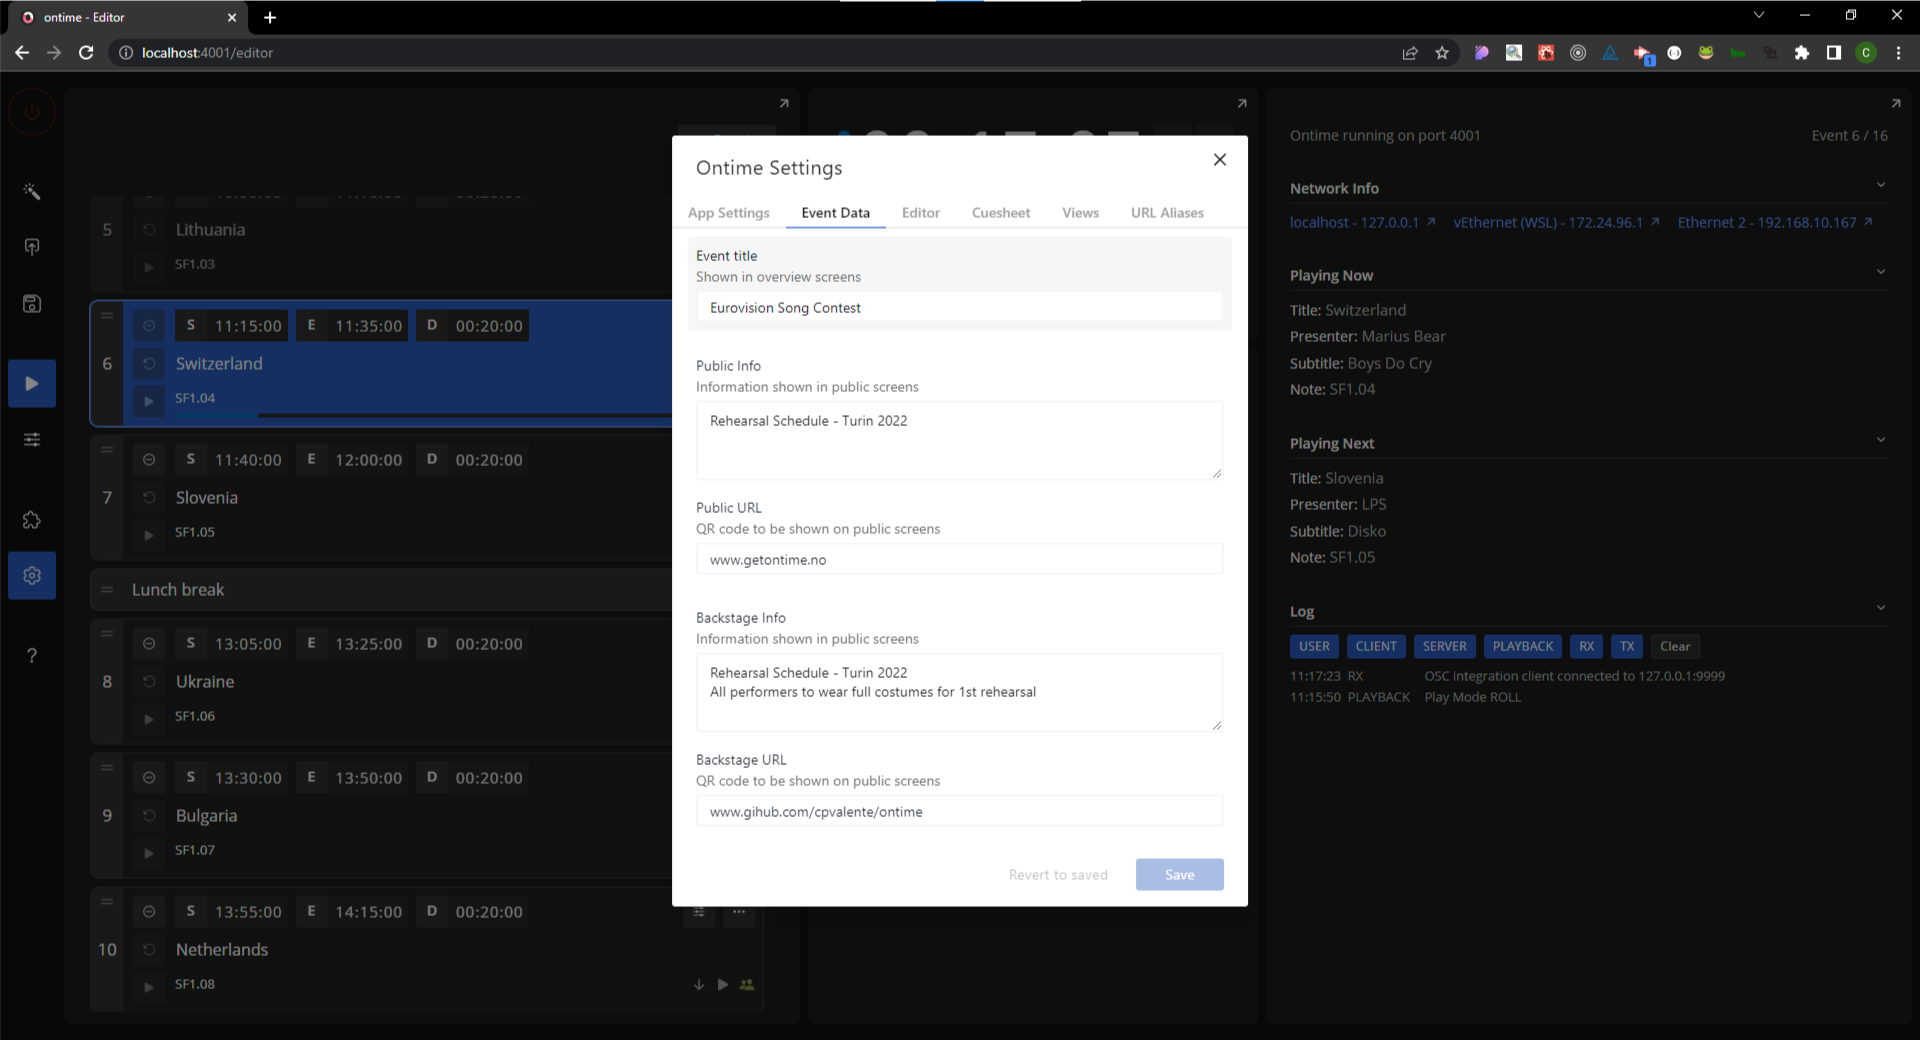 ontime - Editor
localhost:4001/editor
1
C
Ontime running on port 4001
Event 6 / 16
5
Lithuania
SF1.03
6
S 11:15:00 E 11:35:00 D 00:20:00
Switzerland
SF1.04
7
S 11:40:00 E 12:00:00 D 00:20:00
Slovenia
SF1.05
Lunch break
8
S 13:05:00 E 13:25:00 D 00:20:00
Ukraine
SF1.06
9
S 13:30:00 E 13:50:00 D 00:20:00
Bulgaria
SF1.07
10
S 13:55:00 E 14:15:00 D 00:20:00
Netherlands
SF1.08
?
Ontime Settings
App Settings Event Data Editor Cuesheet Views URL Aliases
Event title
Shown in overview screens
Eurovision Song Contest
Public Info
Information shown in public screens
Rehearsal Schedule - Turin 2022
Public URL
QR code to be shown on public screens
www.getontime.no
Backstage Info
Information shown in public screens
Rehearsal Schedule - Turin 2022
All performers to wear full costumes for 1st rehearsal
Backstage URL
QR code to be shown on public screens
www.gihub.com/cpvalente/ontime
Revert to saved Save
Network Info
localhost - 127.0.0.1 vEthernet (WSL) - 172.24.96.1 Ethernet 2 - 192.168.10.167
Playing Now
Title: Switzerland
Presenter: Marius Bear
Subtitle: Boys Do Cry
Note: SF1.04
Playing Next
Title: Slovenia
Presenter: LPS
Subtitle: Disko
Note: SF1.05
Log
USER CLIENT SERVER PLAYBACK RX TX Clear
11:17:23 RX OSC integration client connected to 127.0.0.1:9999
11:15:50 PLAYBACK Play Mode ROLL